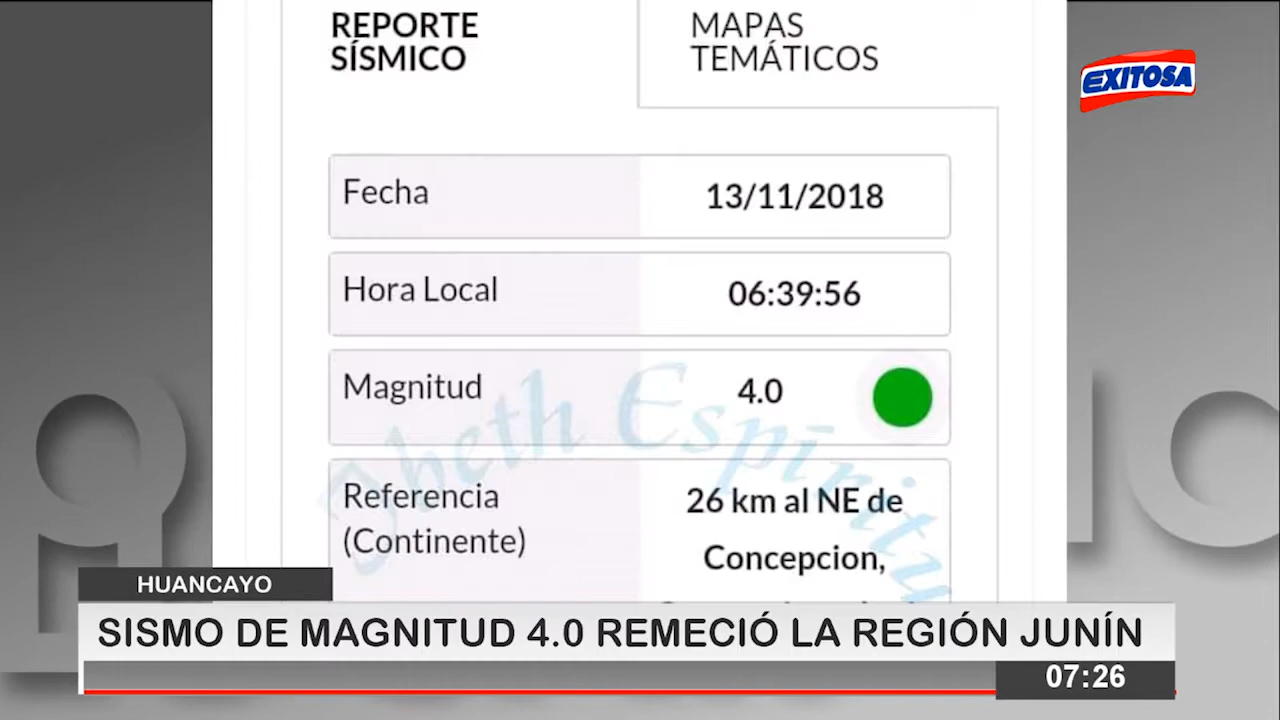 REPORTE
SÍSMICO
MAPAS
TEMÁTICOS
EXITOSA
Fecha
13/11/2018
Hora Local
06:39:56
Magnitud
4.0
Referencia
(Continente)
26 km al NE de
Concepcion,
Espiritu
HUANCAYO
SISMO DE MAGNITUD 4.0 REMECIÓ LA REGIÓN JUNÍN
07:26